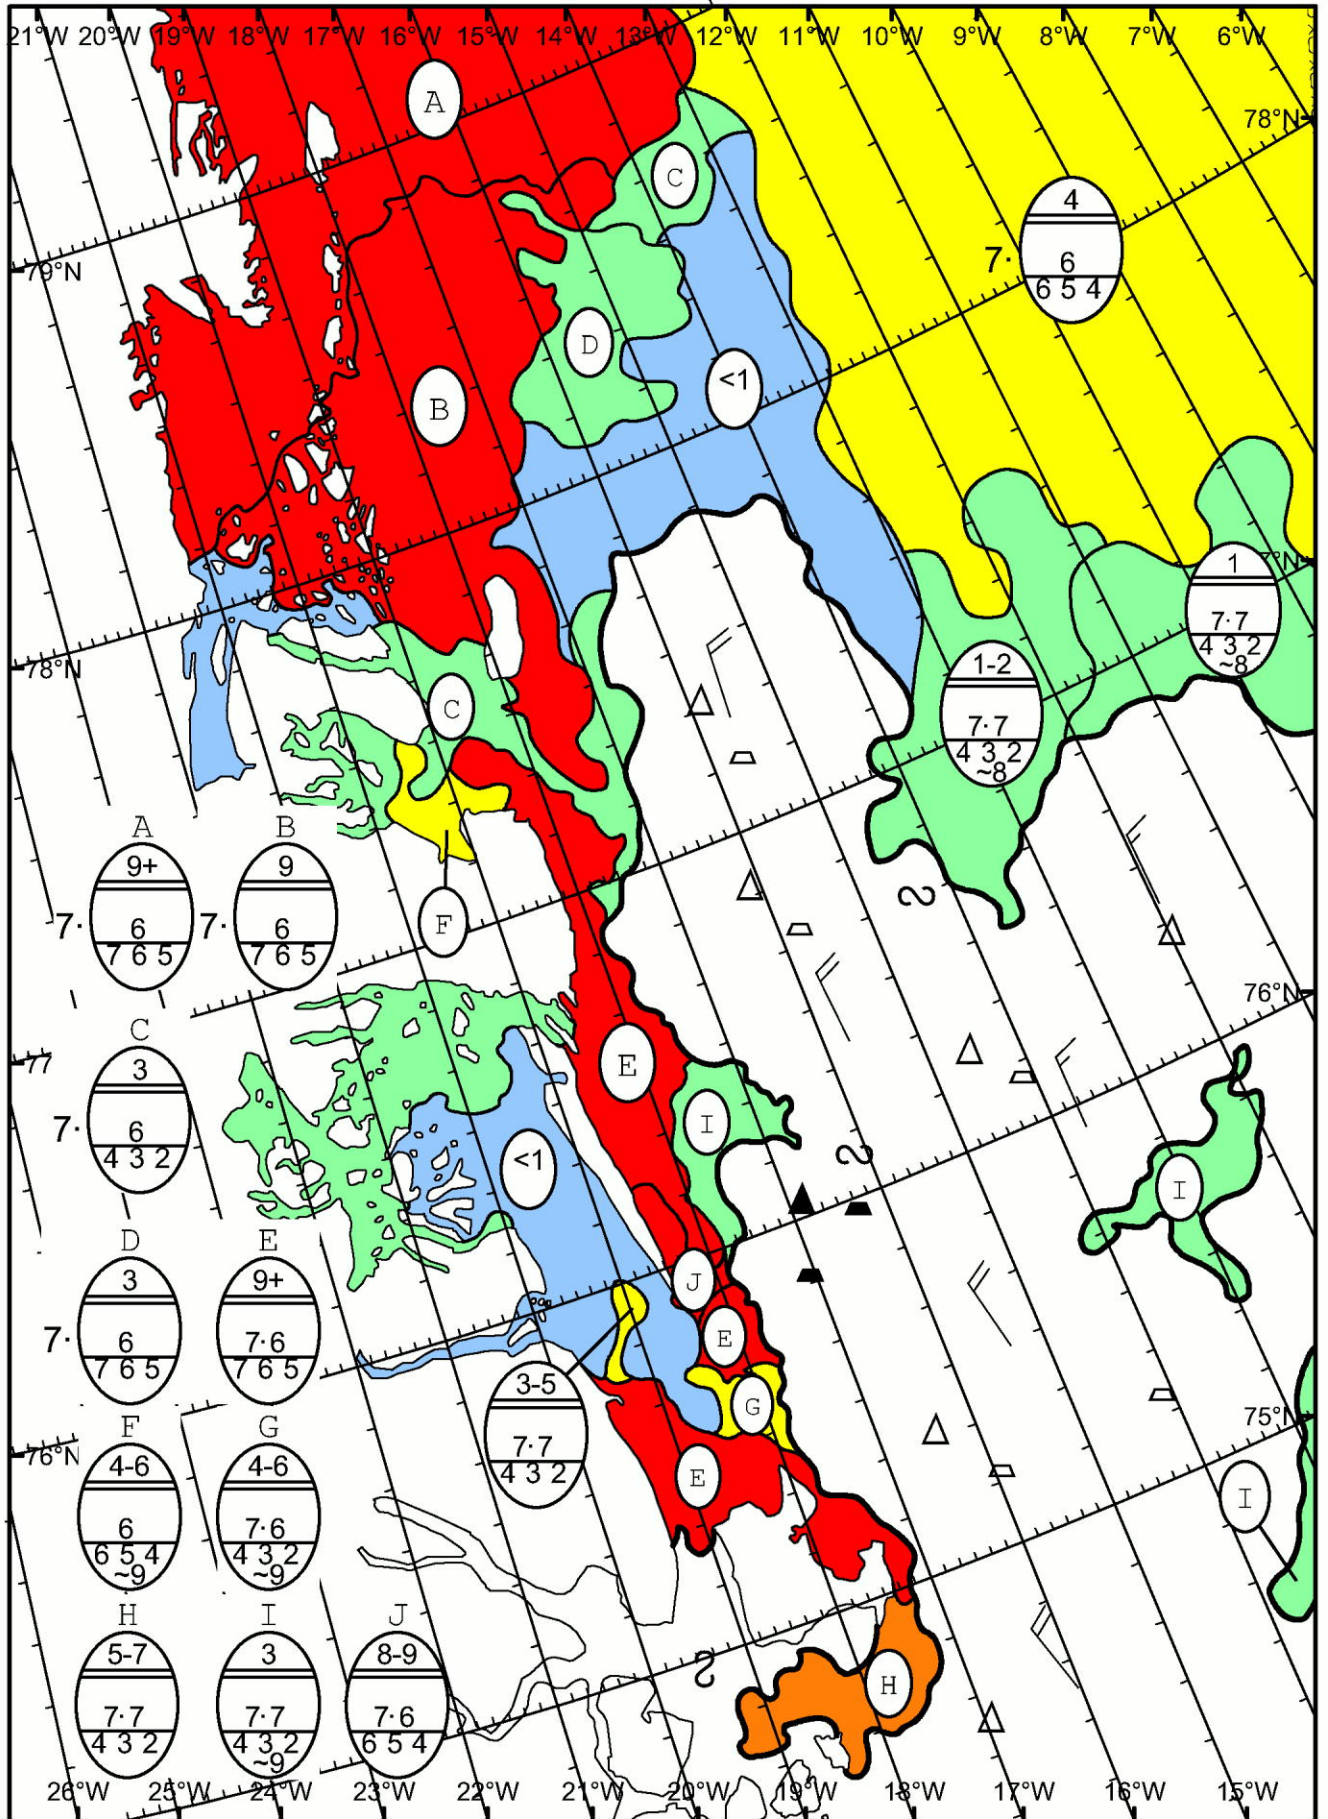 21°W 20°W 19°W 18°W 17°W 16°W 15°W 14°W 13°W 12°W 11°W 10°W 9°W 8°W 7°W 6°W
A
78°N
C
4
7· 6
6 5 4
79°N
D
<1
B
1
7·7
4 3 2
~8
78°N
1-2
7·7
4 3 2
~8
C
A B
9+ 9
7· 6 7· 6
7 6 5 7 6 5
F
76°N
C
3
77
7· 6
4 3 2
E
I
<1
I
D E
3 9+
J
7· 6 7·6
7 6 5 7 6 5
E
3-5
7·7
4 3 2
G
75°N
F G
76°N
4-6 4-6
6 7·6
6 5 4 4 3 2
~9 ~9
E
I
H I J
5-7 3 8-9
7·7 7·7 7·6
4 3 2 4 3 2 6 5 4
~9
H
26°W 25°W 24°W 23°W 22°W 21°W 20°W 19°W 18°W 17°W 16°W 15°W